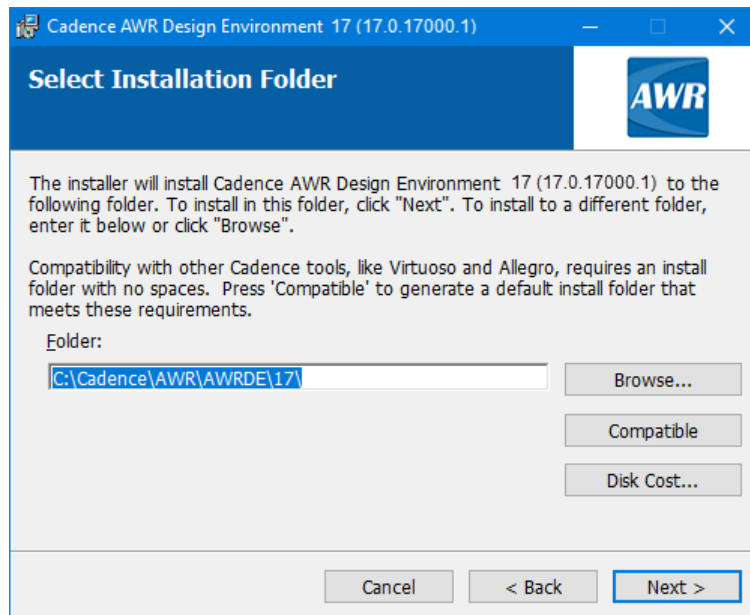 Cadence AWR Design Environment 17 (17.0.17000.1)
Select Installation Folder
AWR
The installer will install Cadence AWR Design Environment 17 (17.0.17000.1) to the
following folder. To install in this folder, click "Next". To install to a different folder,
enter it below or click "Browse".
Compatibility with other Cadence tools, like Virtuoso and Allegro, requires an install
folder with no spaces.  Press 'Compatible' to generate a default install folder that
meets these requirements.
Folder:
C:\Cadence\AWR\AWRDE\17\
Browse...
Compatible
Disk Cost...
Cancel
< Back
Next >